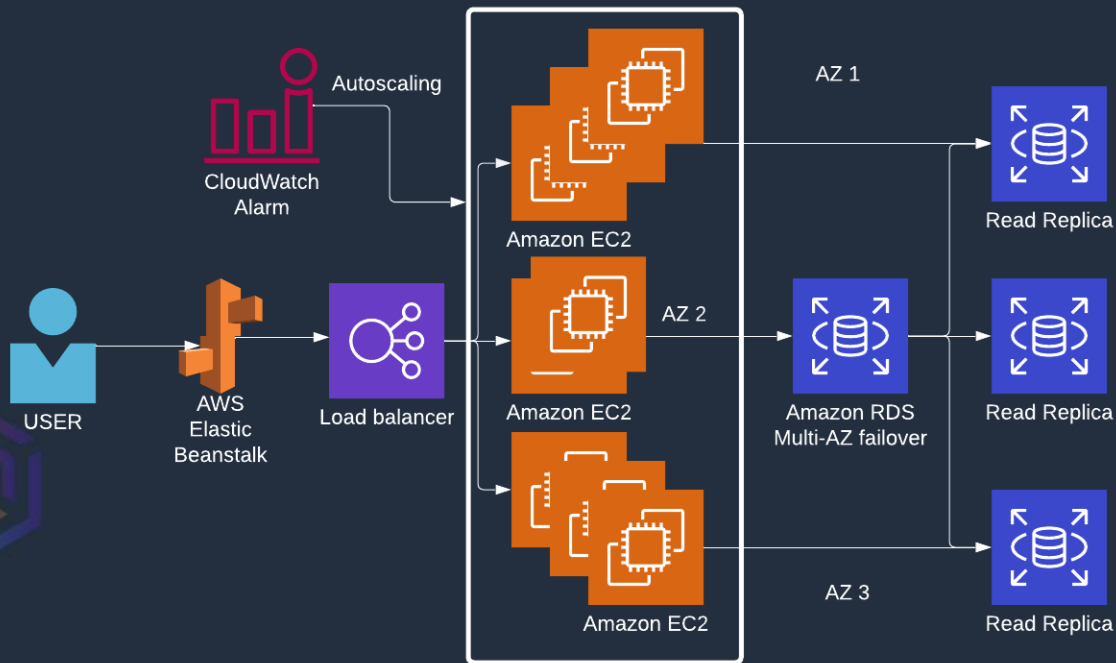 Autoscaling
CloudWatch
Alarm
AZ 1
Amazon EC2
Read Replica
USER
AWS
Elastic
Beanstalk
Load balancer
Amazon EC2
AZ 2
Amazon RDS
Multi-AZ failover
Read Replica
Amazon EC2
AZ 3
Read Replica